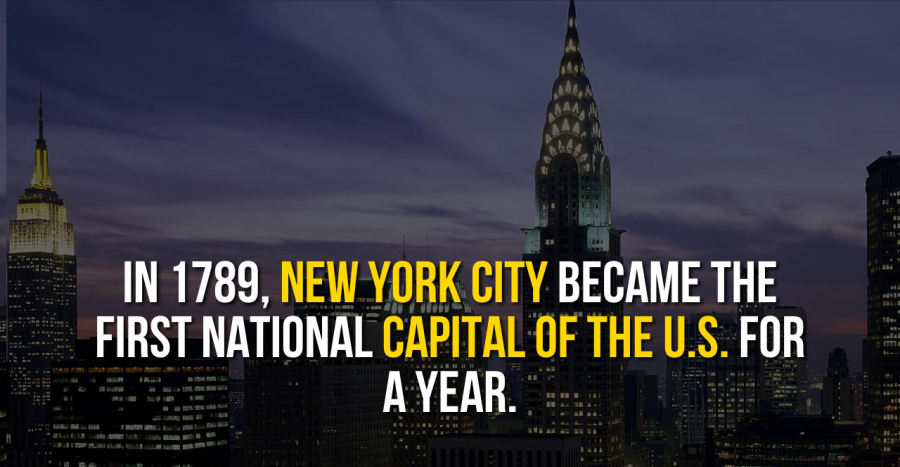 IN 1789, NEW YORK CITY BECAME THE
FIRST NATIONAL CAPITAL OF THE U.S. FOR
A YEAR.